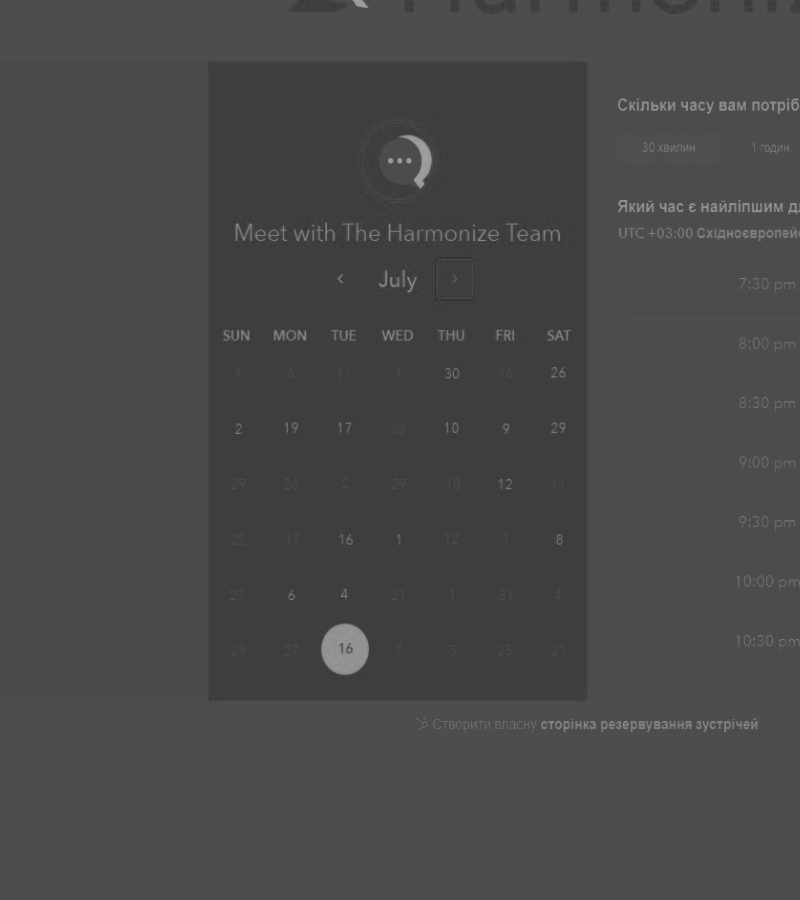 Harmoniz
Meet with The Harmonize Team
July
SUN MON TUE WED THU FRI SAT
1 6 11 1 30 16 26
2 19 17 28 10 9 29
29 26 2 29 10 12 11
22 17 16 1 12 1 8
27 6 4 21 1 31 4
29 27 16 7 3 25 21
Скільки часу вам потріб
30 хвилин 1 годин
Який час є найліпшим д
UTC +03:00 Східноєвропей
7:30 pm
8:00 pm
8:30 pm
9:00 pm
9:30 pm
10:00 pm
10:30 pm
Створити власну сторінка резервування зустрічей